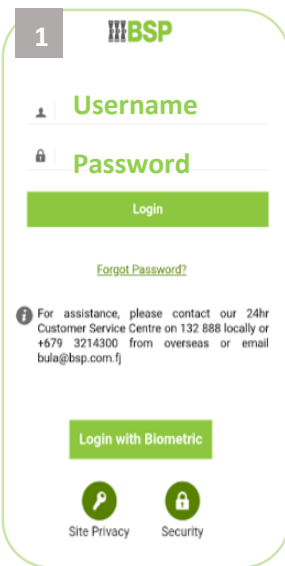 1
BSP
Username
Password
Login
Forgot Password?
For assistance, please contact our 24hr
Customer Service Centre on 132 888 locally or
+679 3214300 from overseas or email
bula@bsp.com.fj
Login with Biometric
Site Privacy Security